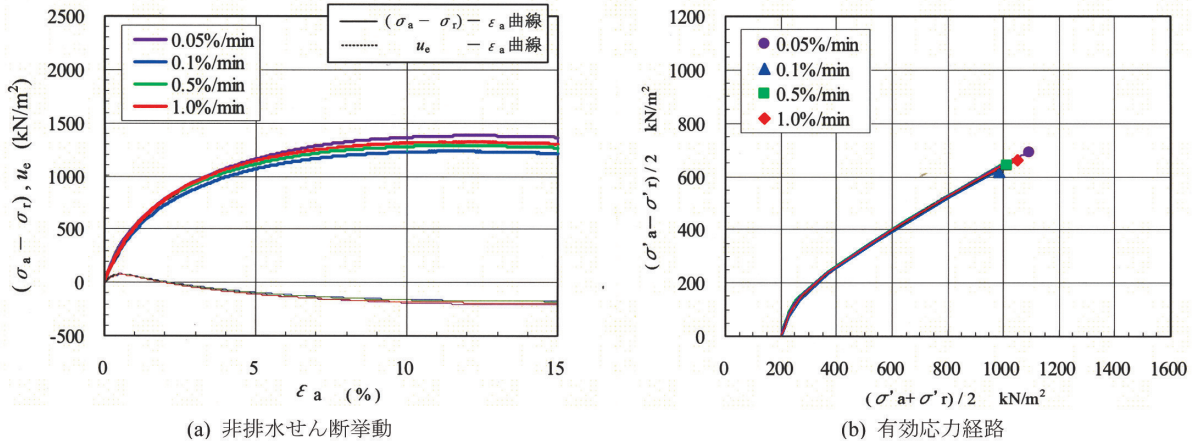 (σa − σr) − εa 曲線
ue − εa 曲線
0.05%/min
0.1%/min
0.5%/min
1.0%/min
(σa − σr), ue (kN/m²)
2500
2000
1500
1000
500
0
-500
0
5
10
15
εa (%)
(a) 非排水せん断挙動
0.05%/min
0.1%/min
0.5%/min
1.0%/min
(σ'a− σ'r) / 2 kN/m²
1200
1000
800
600
400
200
0
0
200
400
600
800
1000
1200
1400
1600
(σ'a+ σ'r) / 2 kN/m²
(b) 有効応力経路